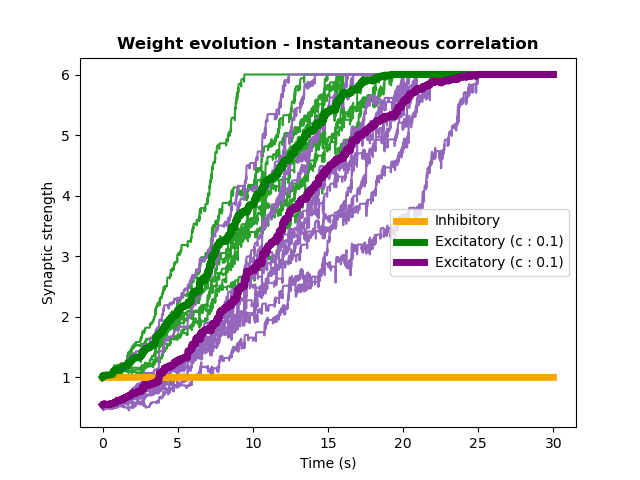 Weight evolution - Instantaneous correlation
Synaptic strength
6
5
4
3
2
1
Inhibitory
Excitatory (c : 0.1)
Excitatory (c : 0.1)
0
5
10
15
20
25
30
Time (s)